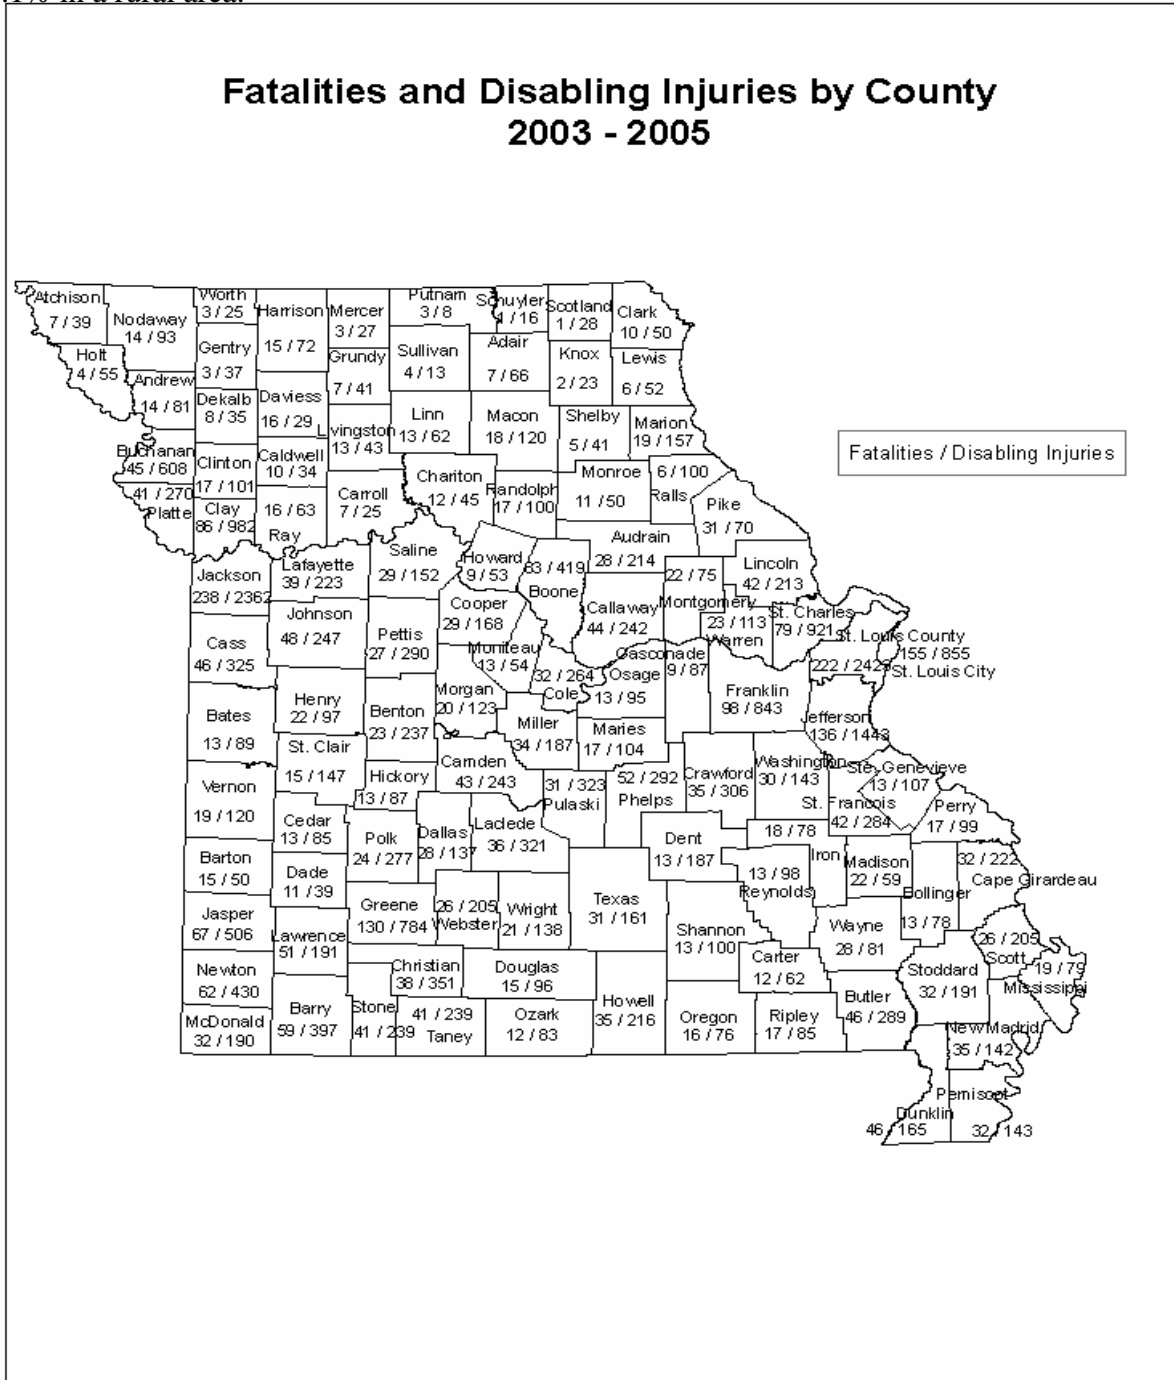 .1% in a rural area.
Fatalities and Disabling Injuries by County
2003 - 2005
Fatalities / Disabling Injuries
Atchison
7 / 39
Nodaway
14 / 93
Worth
3 / 25
Harrison
15 / 72
Mercer
3 / 27
Putnam
3 / 8
Schuyler
1 / 16
Scotland
1 / 28
Clark
10 / 50
Holt
4 / 55
Andrew
14 / 81
Gentry
3 / 37
Grundy
7 / 41
Sullivan
4 / 13
Adair
7 / 66
Knox
2 / 23
Lewis
6 / 52
Dekalb
8 / 35
Daviess
16 / 29
Livingston
13 / 43
Linn
13 / 62
Macon
18 / 120
Shelby
5 / 41
Marion
19 / 157
Buchanan
45 / 608
Clinton
17 / 101
Caldwell
10 / 34
Carroll
7 / 25
Chariton
12 / 45
Randolph
17 / 100
Monroe
11 / 50
6 / 100
Ralls
Pike
31 / 70
41 / 270
Platte
Clay
86 / 982
16 / 63
Ray
Audrain
28 / 214
Jackson
238 / 2362
Lafayette
39 / 223
Saline
29 / 152
Howard
9 / 53
83 / 419
Boone
Callaway
44 / 242
22 / 75
Montgomery
Lincoln
42 / 213
Johnson
48 / 247
Pettis
27 / 290
Cooper
29 / 168
Moniteau
13 / 54
23 / 113
Warren
St. Charles
79 / 921
St. Louis County
155 / 855
222 / 2429
St. Louis City
Cass
46 / 325
Henry
22 / 97
Benton
23 / 237
Morgan
20 / 123
32 / 264
Cole
Osage
13 / 95
Gasconade
9 / 87
Franklin
98 / 843
Jefferson
136 / 1443
Bates
13 / 89
St. Clair
15 / 147
Hickory
13 / 87
Camden
43 / 243
Miller
34 / 187
Maries
17 / 104
Vernon
19 / 120
Cedar
13 / 85
Polk
24 / 277
Dallas
28 / 137
Laclede
36 / 321
31 / 323
Pulaski
52 / 292
Phelps
Crawford
35 / 306
Washington
30 / 143
Ste. Genevieve
13 / 107
St. Francois
42 / 284
Perry
17 / 99
Barton
15 / 50
Dade
11 / 39
Dent
13 / 187
18 / 78
Iron
Madison
22 / 59
Bollinger
13 / 78
32 / 222
Cape Girardeau
Jasper
67 / 506
Lawrence
51 / 191
Greene
130 / 784
26 / 205
Webster
Wright
21 / 138
Texas
31 / 161
13 / 98
Reynolds
Shannon
13 / 100
Wayne
28 / 81
26 / 205
Scott
19 / 79
Mississippi
Newton
62 / 430
Barry
59 / 397
Christian
38 / 351
Douglas
15 / 96
Howell
35 / 216
Carter
12 / 62
Stoddard
32 / 191
McDonald
32 / 190
Stone
41 / 239
41 / 239
Taney
Ozark
12 / 83
Oregon
16 / 76
Ripley
17 / 85
Butler
46 / 289
New Madrid
35 / 142
Dunklin
46 / 165
Pemiscot
32 / 143